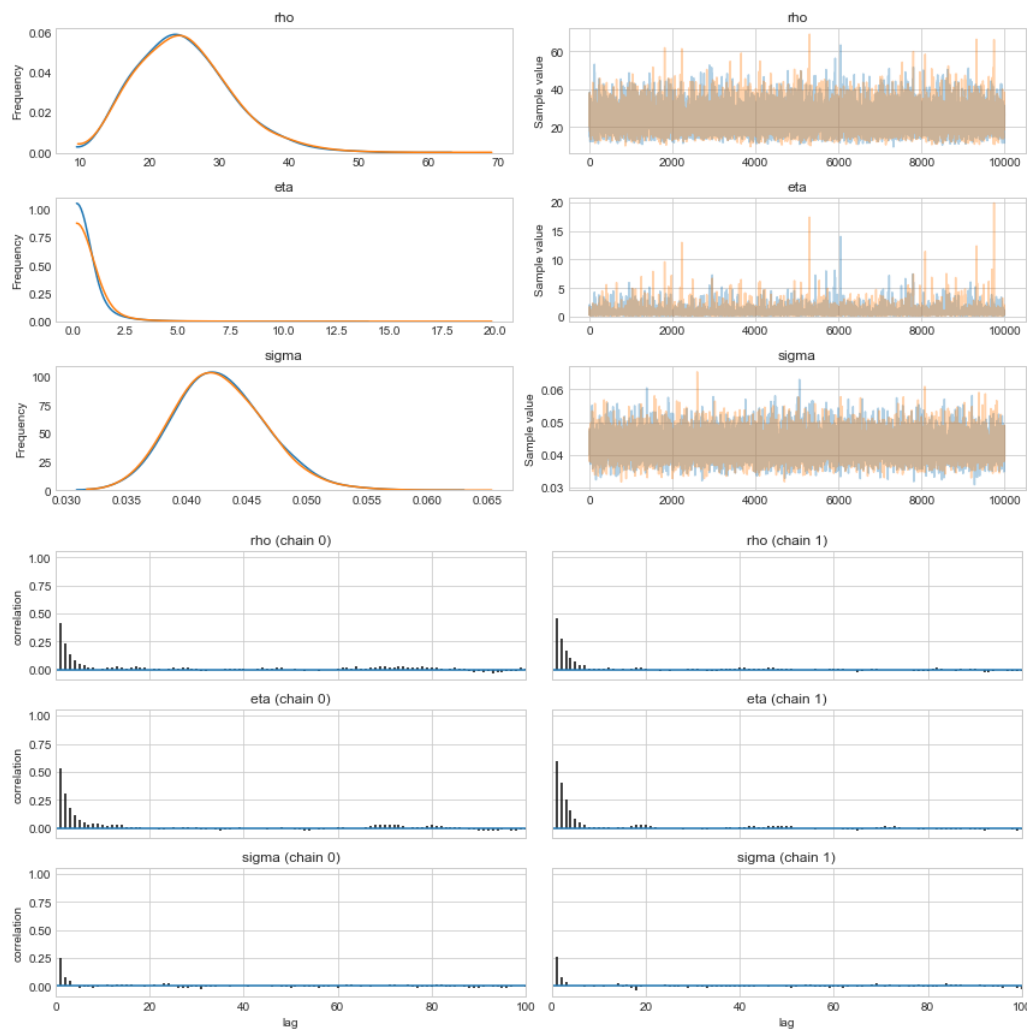 rho
Frequency
0.06
0.04
0.02
0.00
10 20 30 40 50 60 70
rho
Sample value
60
40
20
0 2000 4000 6000 8000 10000
eta
Frequency
1.00
0.75
0.50
0.25
0.00
0.0 2.5 5.0 7.5 10.0 12.5 15.0 17.5 20.0
eta
Sample value
20
15
10
5
0
0 2000 4000 6000 8000 10000
sigma
Frequency
100
75
50
25
0
0.030 0.035 0.040 0.045 0.050 0.055 0.060 0.065
sigma
Sample value
0.06
0.05
0.04
0.03
0 2000 4000 6000 8000 10000
rho (chain 0)
correlation
1.00
0.75
0.50
0.25
0.00
rho (chain 1)
eta (chain 0)
correlation
1.00
0.75
0.50
0.25
0.00
eta (chain 1)
sigma (chain 0)
correlation
1.00
0.75
0.50
0.25
0.00
0 20 40 60 80 100
lag
sigma (chain 1)
0 20 40 60 80 100
lag